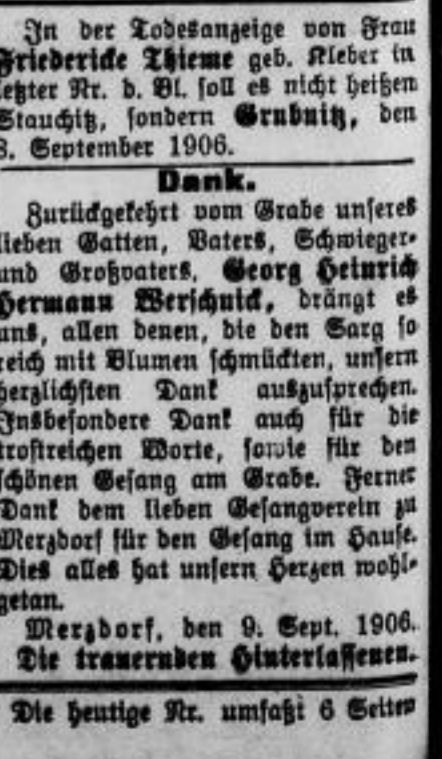 In der Todesanzeige von Frau
Friedericke Thieme geb. Kleber in
letzter Nr. d. Bl. soll es nicht heißen
Stauchitz, sondern Grubnitz, den
8. September 1906.
Dank.
Zurückgekehrt vom Grabe unseres
lieben Gatten, Vaters, Schwieger-
und Großvaters, Georg Heinrich
Hermann Werschnick, drängt es
uns, allen denen, die den Sarg so
reich mit Blumen schmückten, unsern
herzlichsten Dank auszusprechen.
Insbesondere Dank auch für die
trostreichen Worte, sowie für den
schönen Gesang am Grabe. Ferner
Dank dem lieben Gesangverein zu
Merzdorf für den Gesang im Hause.
Dies alles hat unsern Herzen wohl-
getan.
Merzdorf, den 9. Sept. 1906.
Die trauernden Hinterlassenen.
Die heutige Nr. umfaßt 6 Seiten